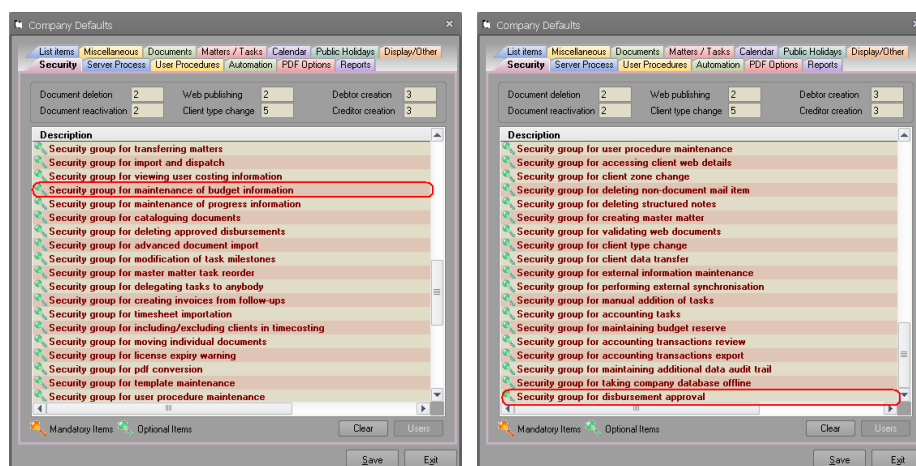 Company Defaults
List items Miscellaneous Documents Matters / Tasks Calendar Public Holidays Display/Other
Security Server Process User Procedures Automation PDF Options Reports
Document deletion 2 Web publishing 2 Debtor creation 3
Document reactivation 2 Client type change 5 Creditor creation 3
Description
Security group for transferring matters
Security group for import and dispatch
Security group for viewing user costing information
Security group for maintenance of budget information
Security group for maintenance of progress information
Security group for cataloguing documents
Security group for deleting approved disbursements
Security group for advanced document import
Security group for modification of task milestones
Security group for master matter task reorder
Security group for delegating tasks to anybody
Security group for creating invoices from follow-ups
Security group for timesheet importation
Security group for including/excluding clients in timecosting
Security group for moving individual documents
Security group for license expiry warning
Security group for pdf conversion
Security group for template maintenance
Security group for user procedure maintenance
Mandatory Items Optional Items Clear Users
Save Exit
Company Defaults
List items Miscellaneous Documents Matters / Tasks Calendar Public Holidays Display/Other
Security Server Process User Procedures Automation PDF Options Reports
Document deletion 2 Web publishing 2 Debtor creation 3
Document reactivation 2 Client type change 5 Creditor creation 3
Description
Security group for user procedure maintenance
Security group for accessing client web details
Security group for client zone change
Security group for deleting non-document mail item
Security group for deleting structured notes
Security group for creating master matter
Security group for validating web documents
Security group for client type change
Security group for client data transfer
Security group for external information maintenance
Security group for performing external synchronisation
Security group for manual addition of tasks
Security group for accounting tasks
Security group for maintaining budget reserve
Security group for accounting transactions review
Security group for accounting transactions export
Security group for maintaining additional data audit trail
Security group for taking company database offline
Security group for disbursement approval
Mandatory Items Optional Items Clear Users
Save Exit